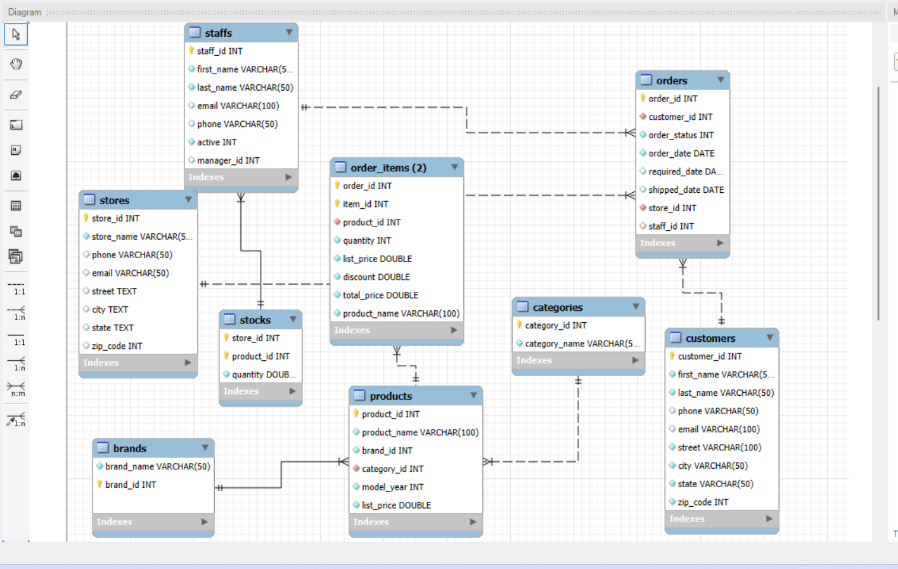 Diagram
staffs
staff_id INT
first_name VARCHAR(5...
last_name VARCHAR(50)
email VARCHAR(100)
phone VARCHAR(50)
active INT
manager_id INT
Indexes
orders
order_id INT
customer_id INT
order_status INT
order_date DATE
required_date DA...
shipped_date DATE
store_id INT
staff_id INT
Indexes
order_items (2)
order_id INT
item_id INT
product_id INT
quantity INT
list_price DOUBLE
discount DOUBLE
total_price DOUBLE
product_name VARCHAR(100)
Indexes
stores
store_id INT
store_name VARCHAR(5...
phone VARCHAR(50)
email VARCHAR(50)
street TEXT
city TEXT
state TEXT
zip_code INT
Indexes
stocks
store_id INT
product_id INT
quantity DOUB...
Indexes
categories
category_id INT
category_name VARCHAR(5...
Indexes
customers
customer_id INT
first_name VARCHAR(5...
last_name VARCHAR(50)
phone VARCHAR(50)
email VARCHAR(100)
street VARCHAR(100)
city VARCHAR(50)
state VARCHAR(50)
zip_code INT
Indexes
products
product_id INT
product_name VARCHAR(100)
brand_id INT
category_id INT
model_year INT
list_price DOUBLE
Indexes
brands
brand_name VARCHAR(50)
brand_id INT
Indexes
1:1
1:n
1:1
1:n
n:m
1:n